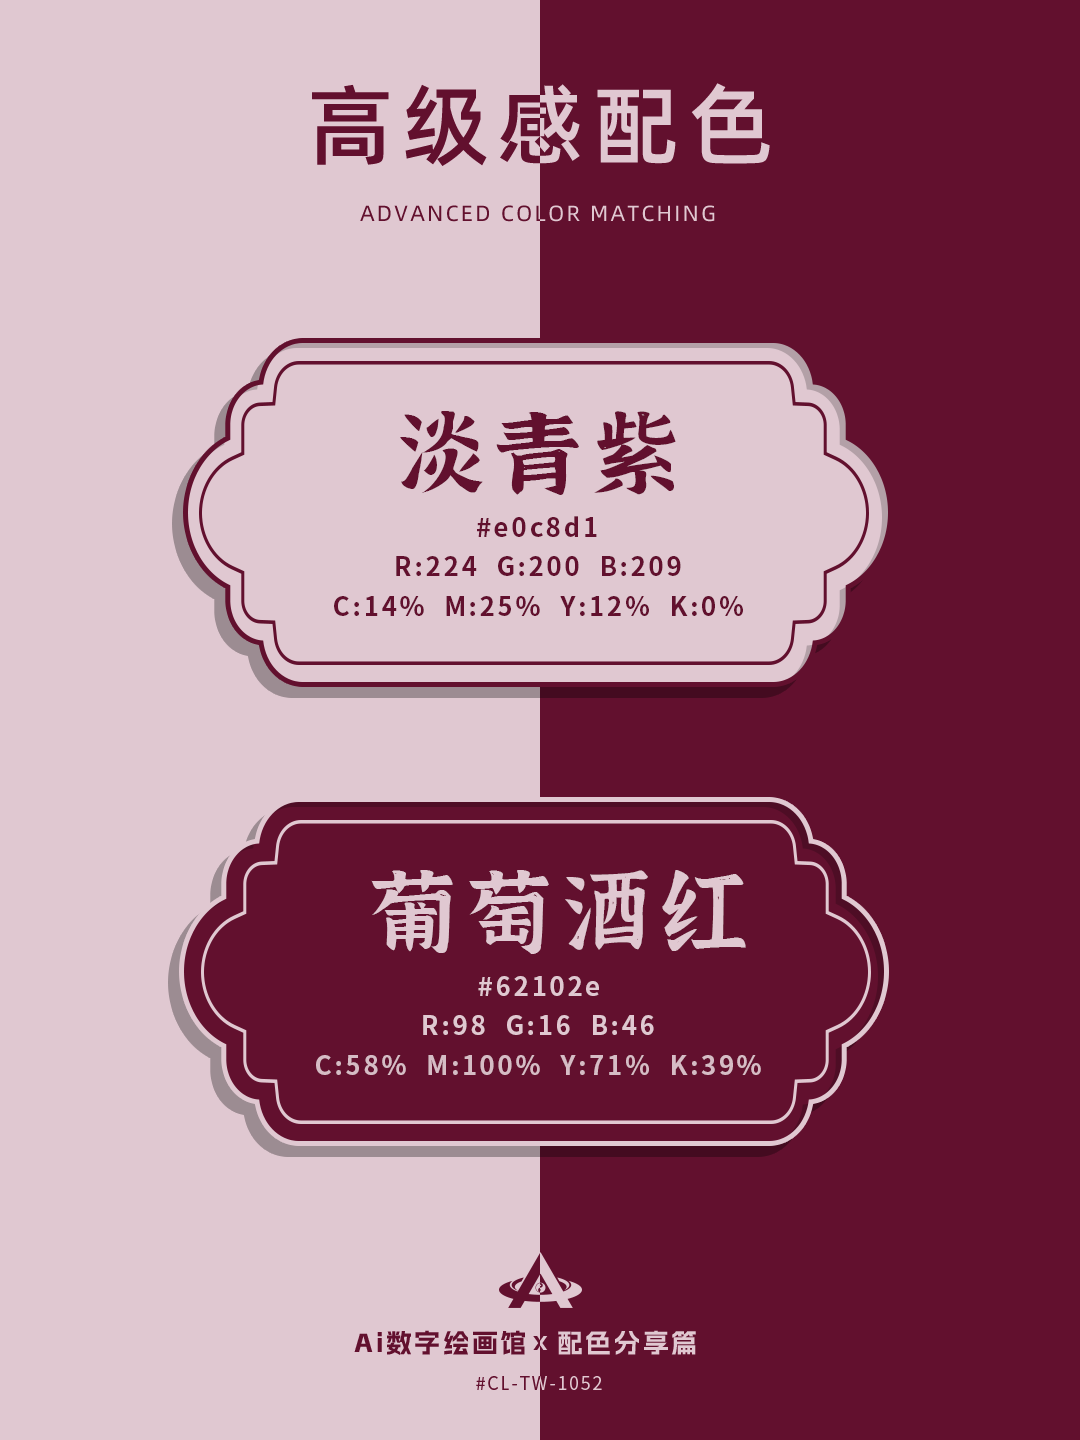 高级感配色
ADVANCED COLOR MATCHING
淡青紫
#e0c8d1
R:224 G:200 B:209
C:14% M:25% Y:12% K:0%
葡萄酒红
#62102e
R:98 G:16 B:46
C:58% M:100% Y:71% K:39%
Ai数字绘画馆 x 配色分享篇
#CL-TW-1052